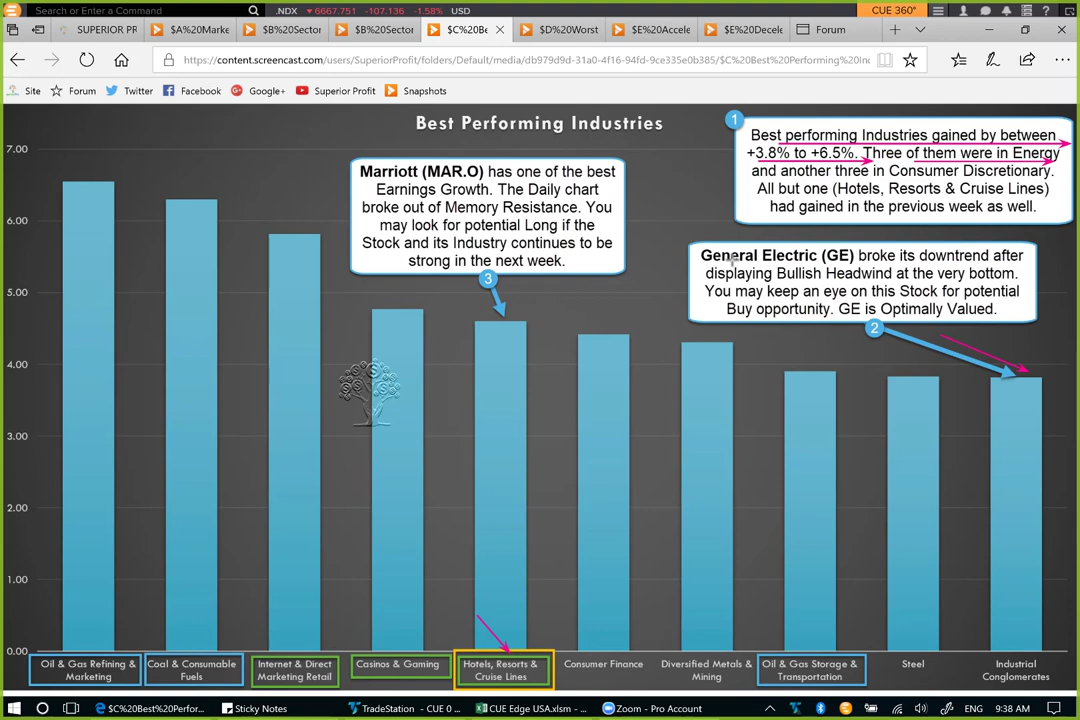 Search or Enter a Command
.NDX 6667.751 -107.136 -1.58% USD
CUE 360°
SUPERIOR PR
$A%20Marke
$B%20Sector
$B%20Sector
$C%20Be
$D%20Worst
$E%20Accele
$E%20Decele
Forum
https://content.screencast.com/users/SuperiorProfit/folders/Default/media/db979d9d-31a0-4f16-94fd-9ce335e0b385/$C%20Best%20Performing%20Inc
Site
Forum
Twitter
Facebook
Google+
Superior Profit
Snapshots
Best Performing Industries
1
Best performing Industries gained by between
+3.8% to +6.5%. Three of them were in Energy
and another three in Consumer Discretionary.
All but one (Hotels, Resorts & Cruise Lines)
had gained in the previous week as well.
Marriott (MAR.O) has one of the best
Earnings Growth. The Daily chart
broke out of Memory Resistance. You
may look for potential Long if the
Stock and its Industry continues to be
strong in the next week.
3
General Electric (GE) broke its downtrend after
displaying Bullish Headwind at the very bottom.
You may keep an eye on this Stock for potential
Buy opportunity. GE is Optimally Valued.
2
7.00
6.00
5.00
4.00
3.00
2.00
1.00
0.00
Oil & Gas Refining &
Marketing
Coal & Consumable
Fuels
Internet & Direct
Marketing Retail
Casinos & Gaming
Hotels, Resorts &
Cruise Lines
Consumer Finance
Diversified Metals &
Mining
Oil & Gas Storage &
Transportation
Steel
Industrial
Conglomerates
$C%20Best%20Perfor...
Sticky Notes
TradeStation - CUE 0 ...
CUE Edge USA.xlsm - ...
Zoom - Pro Account
ENG
9:38 AM